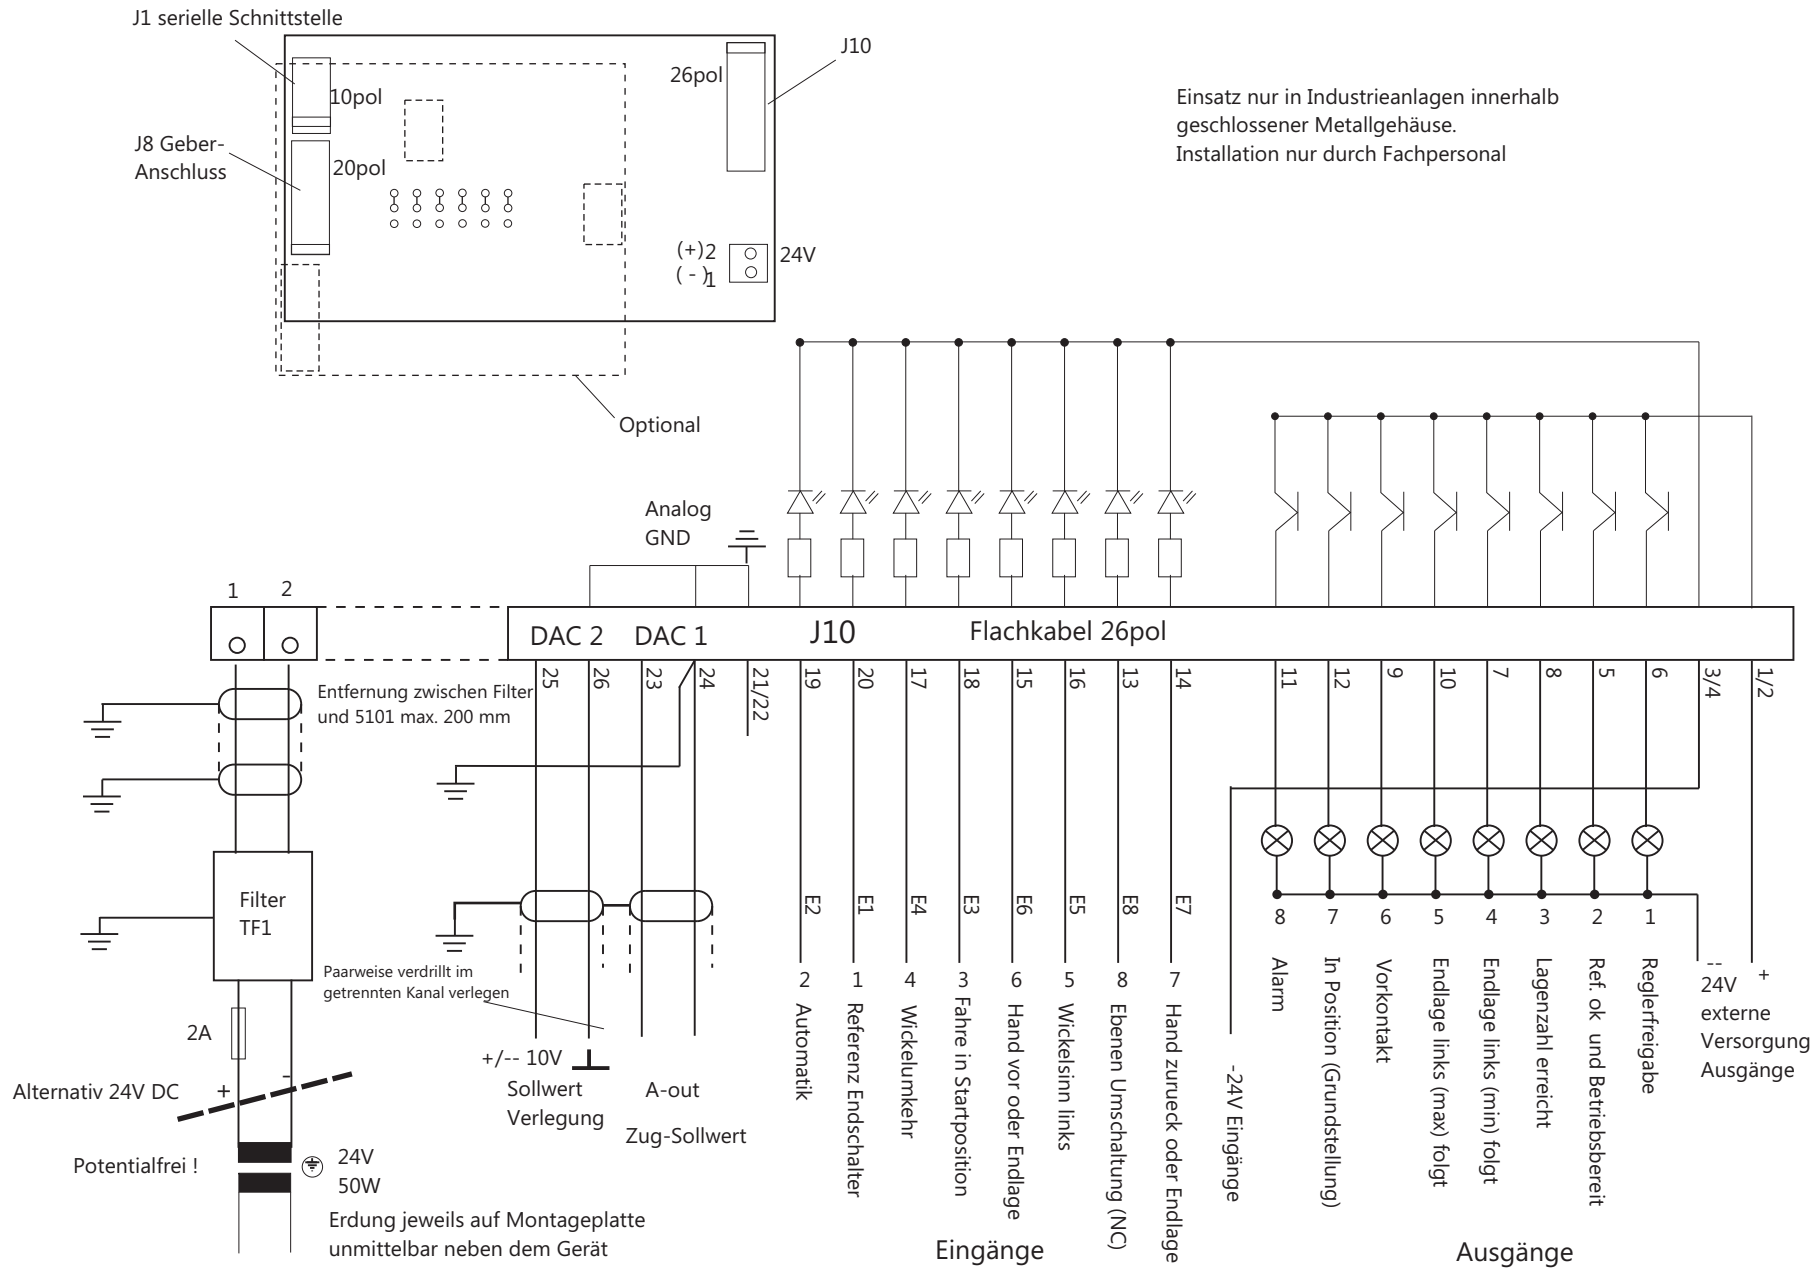 J1 serielle Schnittstelle
10pol
J8 Geber-
Anschluss
20pol
26pol
J10
(+)2
( - )1
24V
Optional
Einsatz nur in Industrieanlagen innerhalb
geschlossener Metallgehäuse.
Installation nur durch Fachpersonal
Analog
GND
1
2
DAC 2
DAC 1
J10
Flachkabel 26pol
25
26
23
24
21/22
19
20
17
18
15
16
13
14
11
12
9
10
7
8
5
6
3/4
1/2
Entfernung zwischen Filter
und 5101 max. 200 mm
Filter
TF1
Paarweise verdrillt im
getrennten Kanal verlegen
2A
Alternativ 24V DC
+
-
Potentialfrei !
24V
50W
Erdung jeweils auf Montageplatte
unmittelbar neben dem Gerät
+/-- 10V
Sollwert
Verlegung
A-out
Zug-Sollwert
E2
E1
E4
E3
E6
E5
E8
E7
2
1
4
3
6
5
8
7
Automatik
Referenz Endschalter
Wickelumkehr
Fahre in Startposition
Hand vor oder Endlage
Wickelsinn links
Ebenen Umschaltung (NC)
Hand zurueck oder Endlage
Eingänge
-24V Eingänge
8
7
6
5
4
3
2
1
Alarm
In Position (Grundstellung)
Vorkontakt
Endlage links (max) folgt
Endlage links (min) folgt
Lagenzahl erreicht
Ref. ok und Betriebsbereit
Reglerfreigabe
Ausgänge
--
+
24V
externe
Versorgung
Ausgänge